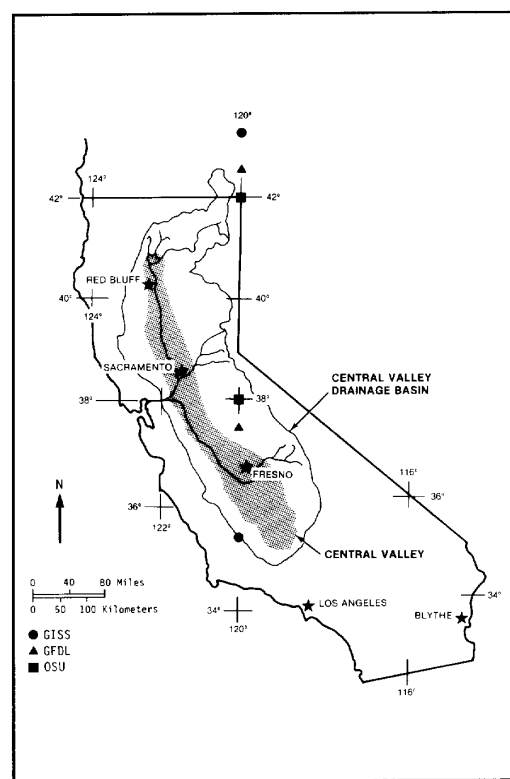 120°
124°
42°
42°
RED BLUFF
40°
40°
124°
SACRAMENTO
CENTRAL VALLEY
DRAINAGE BASIN
38°
38°
116°
FRESNO
36°
N
36°
122°
CENTRAL VALLEY
0 40 80 Miles
0 50 100 Kilometers
34°
34°
LOS ANGELES
BLYTHE
120°
GISS
GFDL
OSU
116°